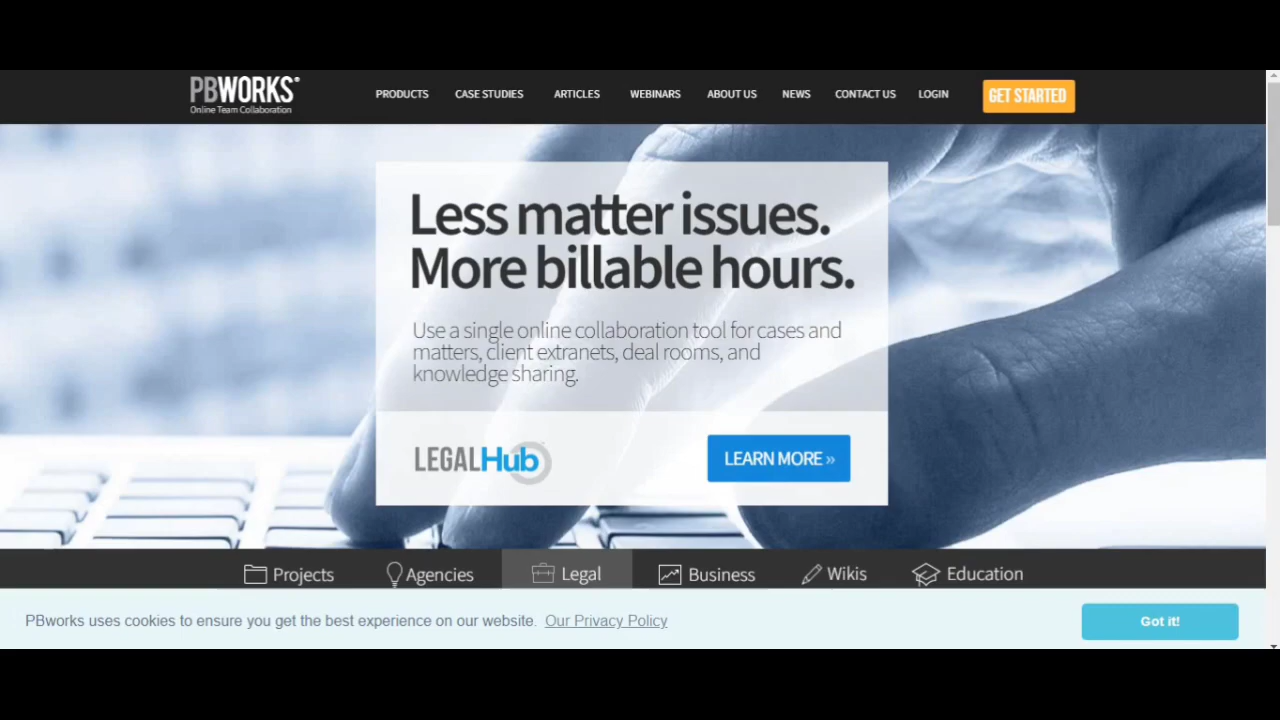 PBWORKS®
Online Team Collaboration
PRODUCTS CASE STUDIES ARTICLES WEBINARS ABOUT US NEWS CONTACT US LOGIN GET STARTED
Less matter issues.
More billable hours.
Use a single online collaboration tool for cases and
matters, client extranets, deal rooms, and
knowledge sharing.
LEGALHub
LEARN MORE »
Projects Agencies Legal Business Wikis Education
PBworks uses cookies to ensure you get the best experience on our website. Our Privacy Policy
Got it!